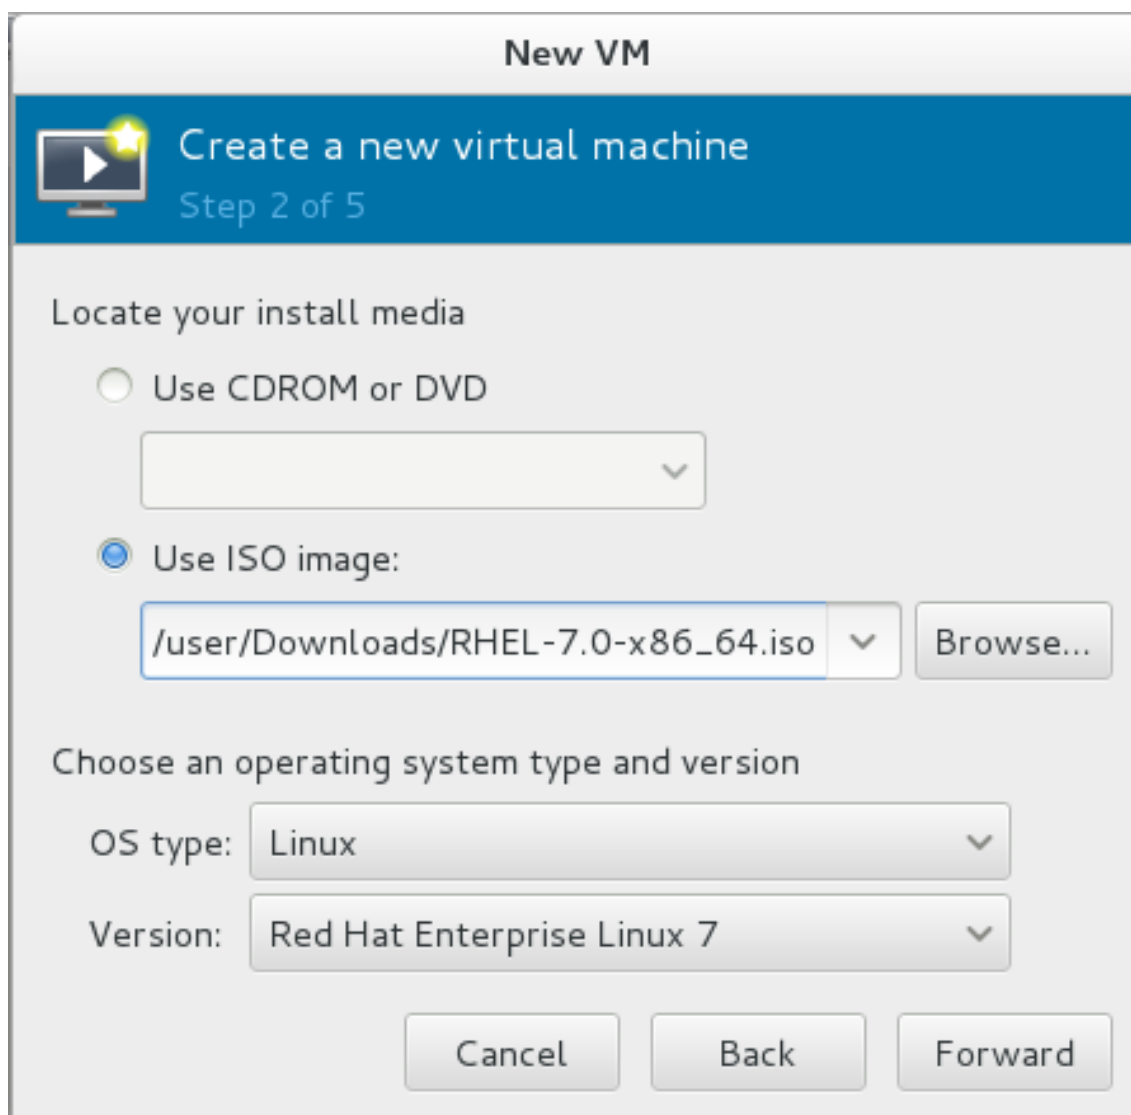 New VM
Create a new virtual machine
Step 2 of 5
Locate your install media
Use CDROM or DVD
Use ISO image:
/user/Downloads/RHEL-7.0-x86_64.iso Browse...
Choose an operating system type and version
OS type: Linux
Version: Red Hat Enterprise Linux 7
Cancel Back Forward